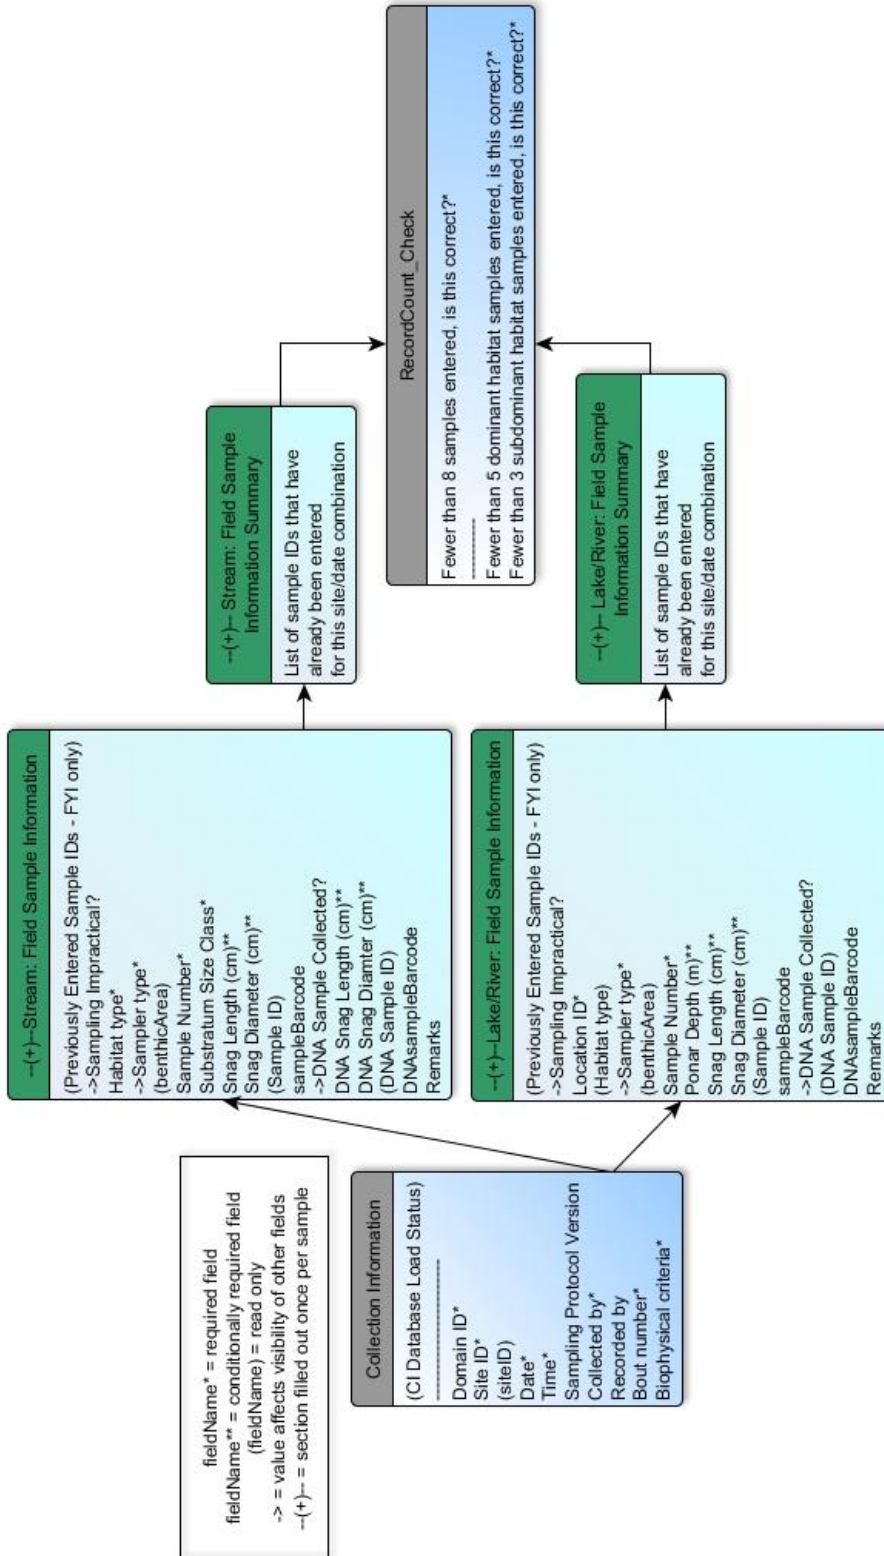 fieldName* = required field
fieldName** = conditionally required field
(fieldName) = read only
-> = value affects visibility of other fields
--(+)-- = section filled out once per sample
Collection Information
(CI Database Load Status)
--------------------
Domain ID*
Site ID*
(siteID)
Date*
Time*
Sampling Protocol Version
Collected by*
Recorded by
Bout number*
Biophysical criteria*
--(+)--Stream: Field Sample Information
(Previously Entered Sample IDs - FYI only)
->Sampling Impractical?
Habitat type*
->Sampler type*
(benthicArea)
Sample Number*
Substratum Size Class*
Snag Length (cm)**
Snag Diameter (cm)**
(Sample ID)
sampleBarcode
->DNA Sample Collected?
DNA Snag Length (cm)**
DNA Snag Diamter (cm)**
(DNA Sample ID)
DNAsampleBarcode
Remarks
--(+)--Lake/River: Field Sample Information
(Previously Entered Sample IDs - FYI only)
->Sampling Impractical?
Location ID*
(Habitat type)
->Sampler type*
(benthicArea)
Sample Number*
Ponar Depth (m)**
Snag Length (cm)**
Snag Diameter (cm)**
(Sample ID)
sampleBarcode
->DNA Sample Collected?
(DNA Sample ID)
DNAsampleBarcode
Remarks
--(+)-- Stream: Field Sample
Information Summary
List of sample IDs that have
already been entered
for this site/date combination
--(+)-- Lake/River: Field Sample
Information Summary
List of sample IDs that have
already been entered
for this site/date combination
RecordCount_Check
Fewer than 8 samples entered, is this correct?*
---------------
Fewer than 5 dominant habitat samples entered, is this correct?*
Fewer than 3 subdominant habitat samples entered, is this correct?*